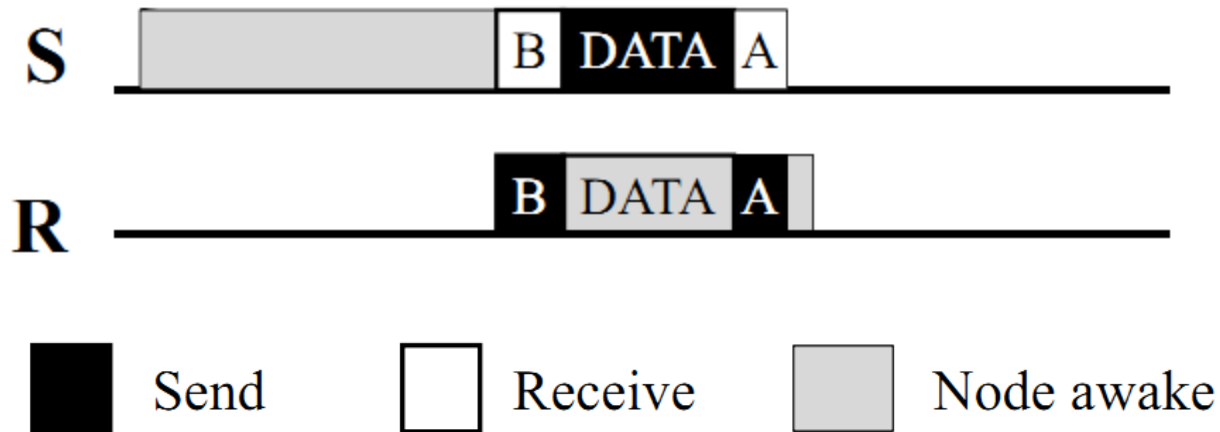 S B DATA A
R B DATA A
Send Receive Node awake